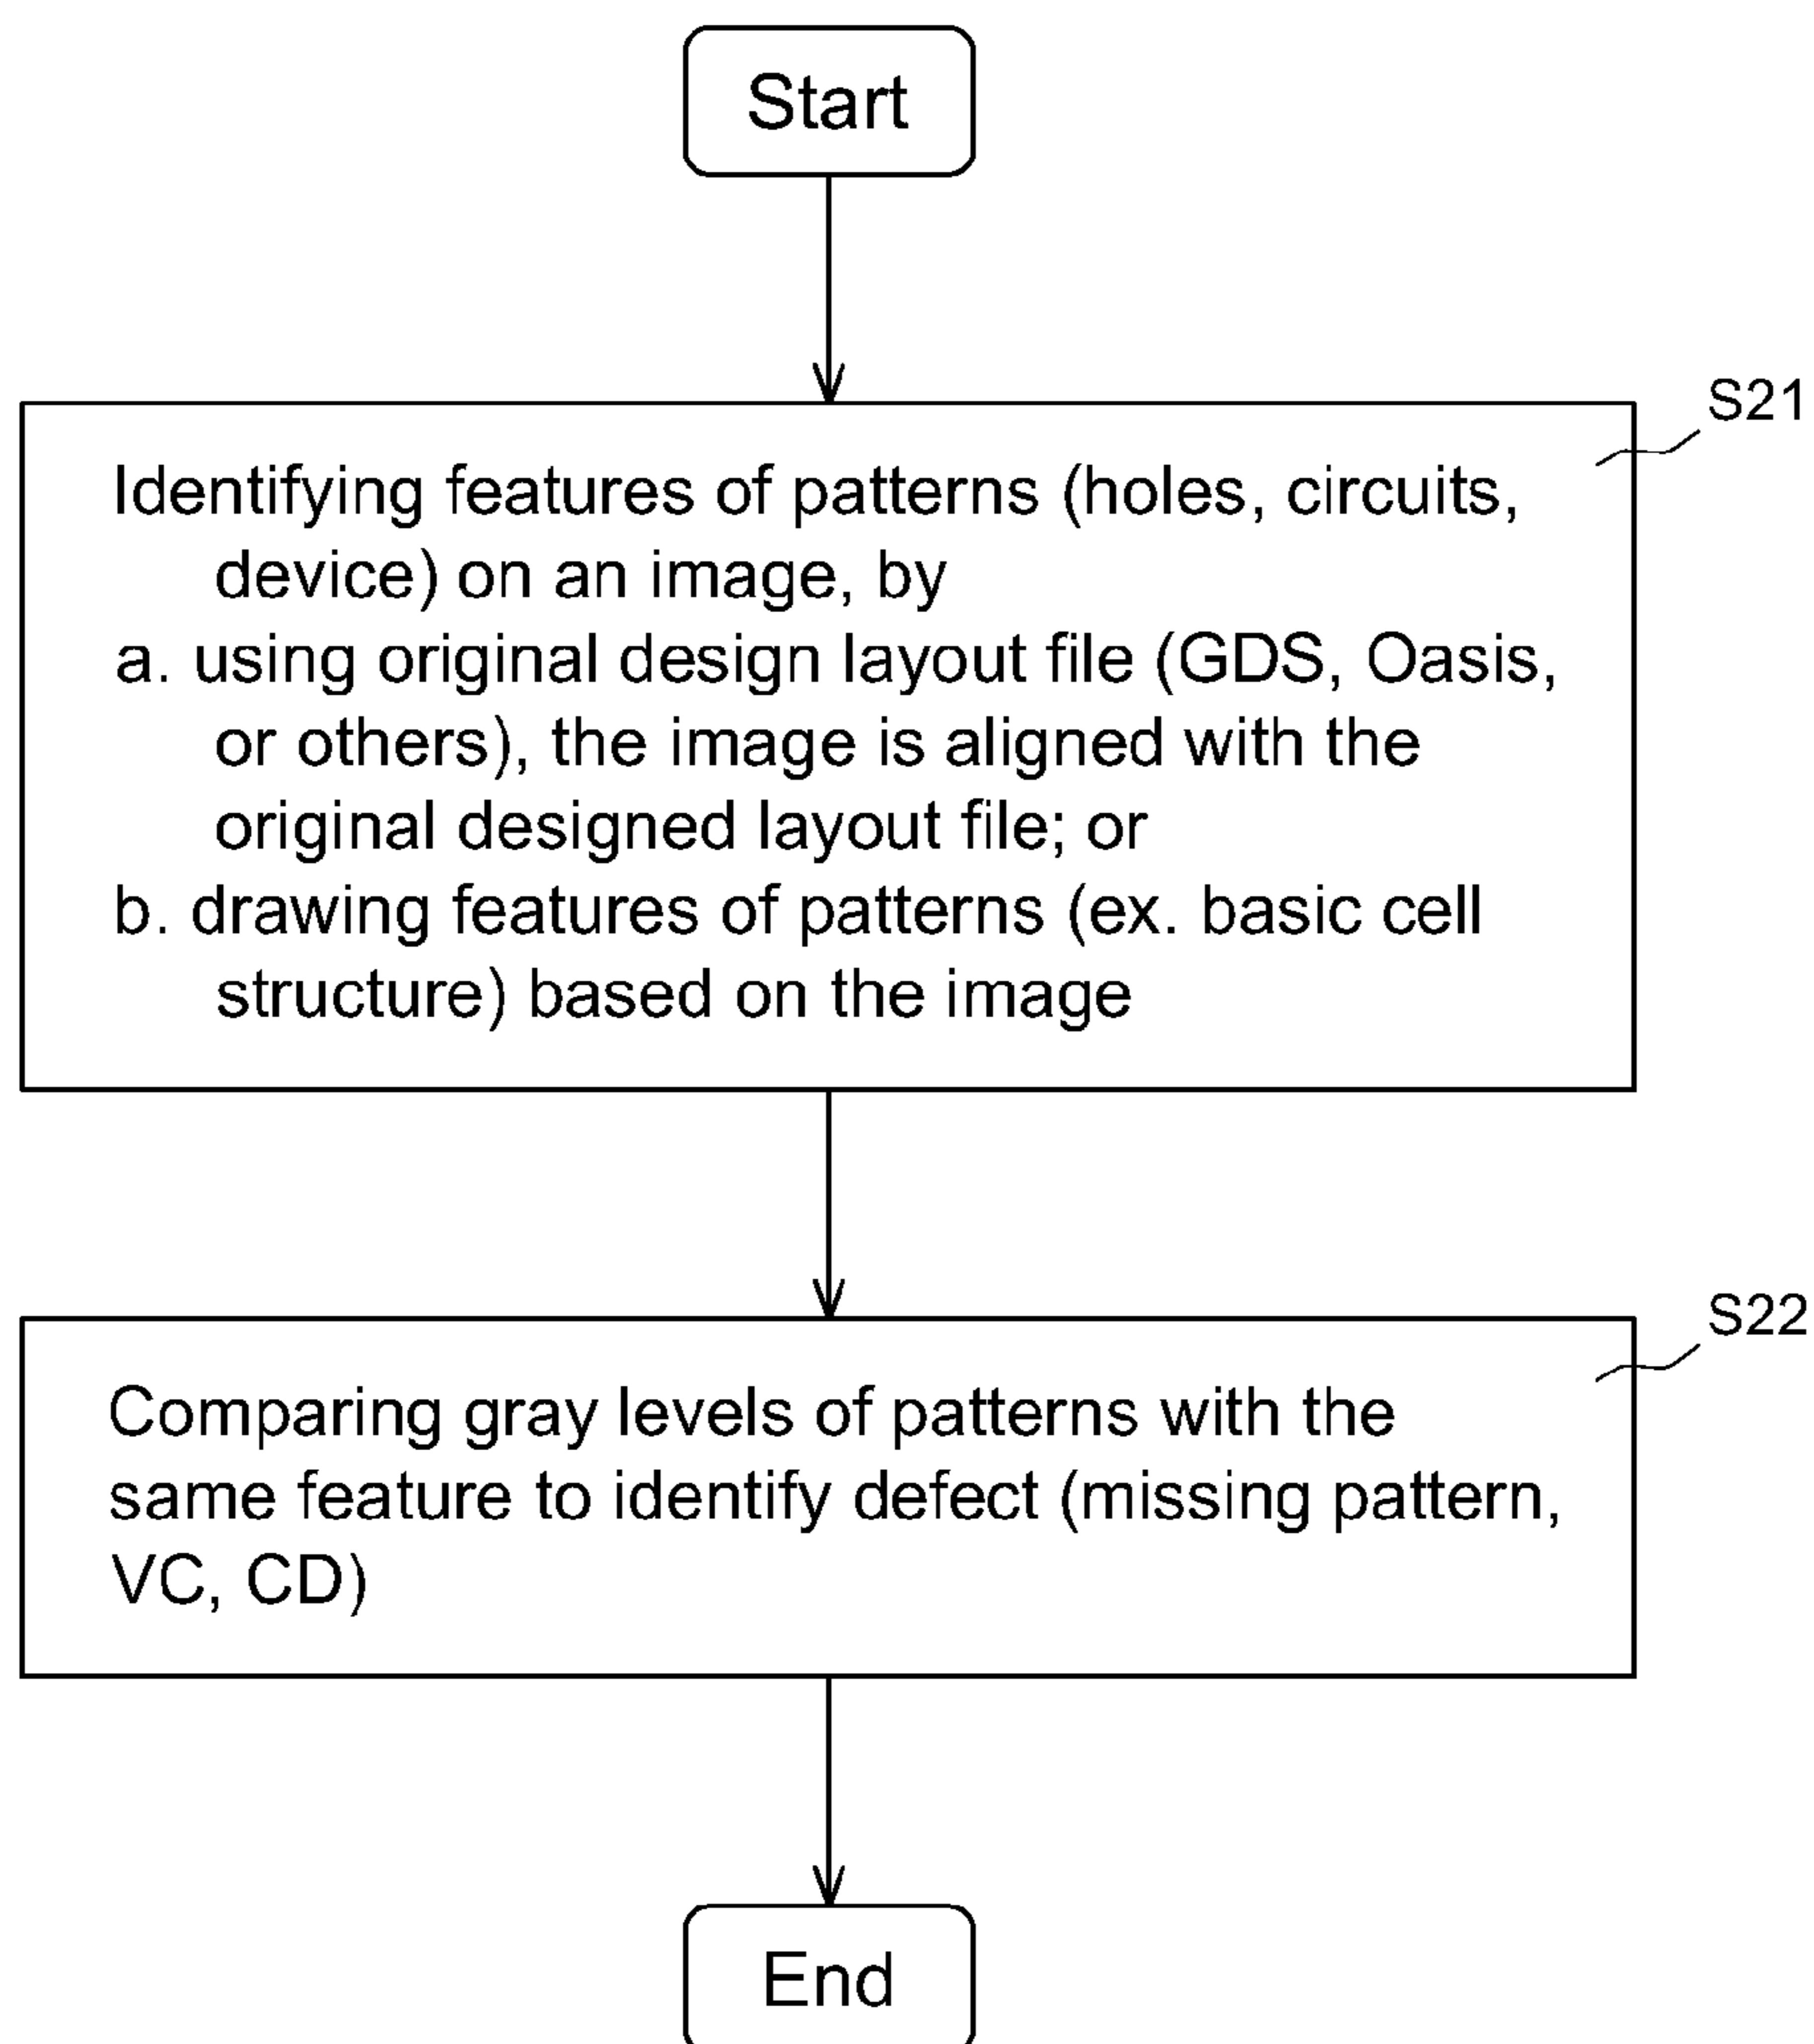 Start
S21
Identifying features of patterns (holes, circuits,
device) on an image, by
a. using original design layout file (GDS, Oasis,
or others), the image is aligned with the
original designed layout file; or
b. drawing features of patterns (ex. basic cell
structure) based on the image
S22
Comparing gray levels of patterns with the
same feature to identify defect (missing pattern,
VC, CD)
End